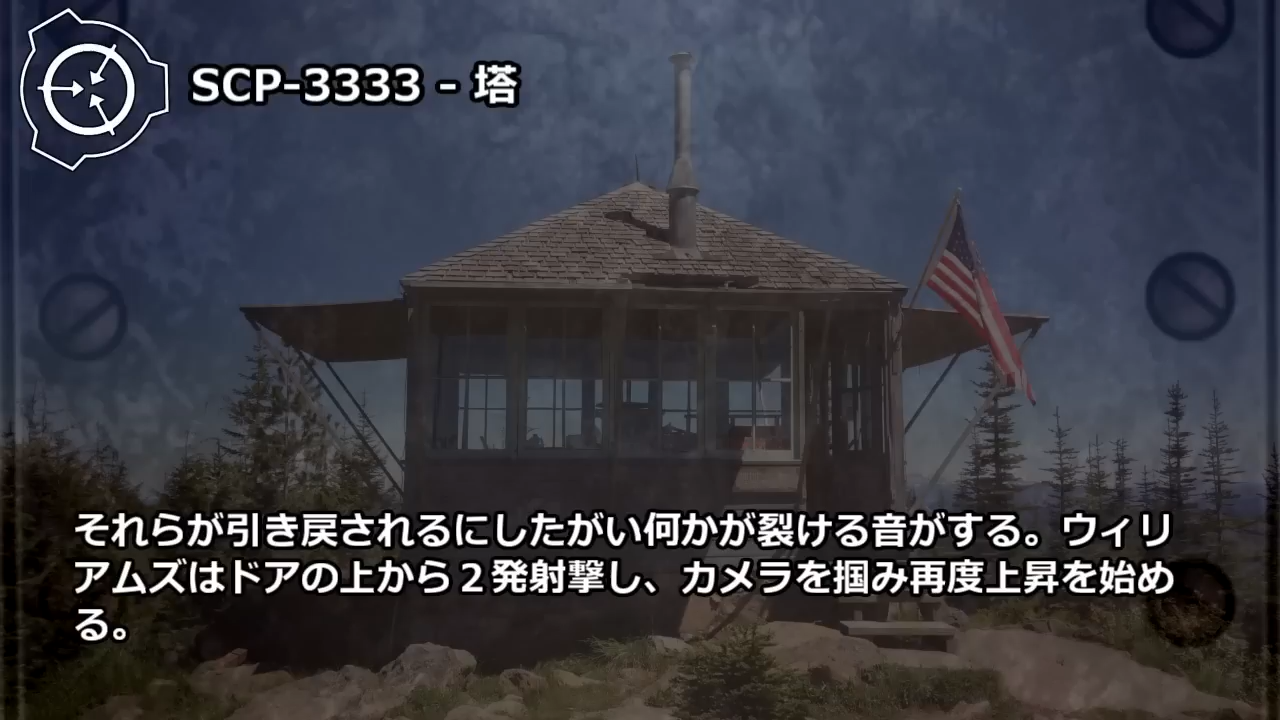 SCP-3333 - 塔
それらが引き戻されるにしたがい何かが裂ける音がする。ウィリ
アムズはドアの上から２発射撃し、カメラを掴み再度上昇を始め
る。